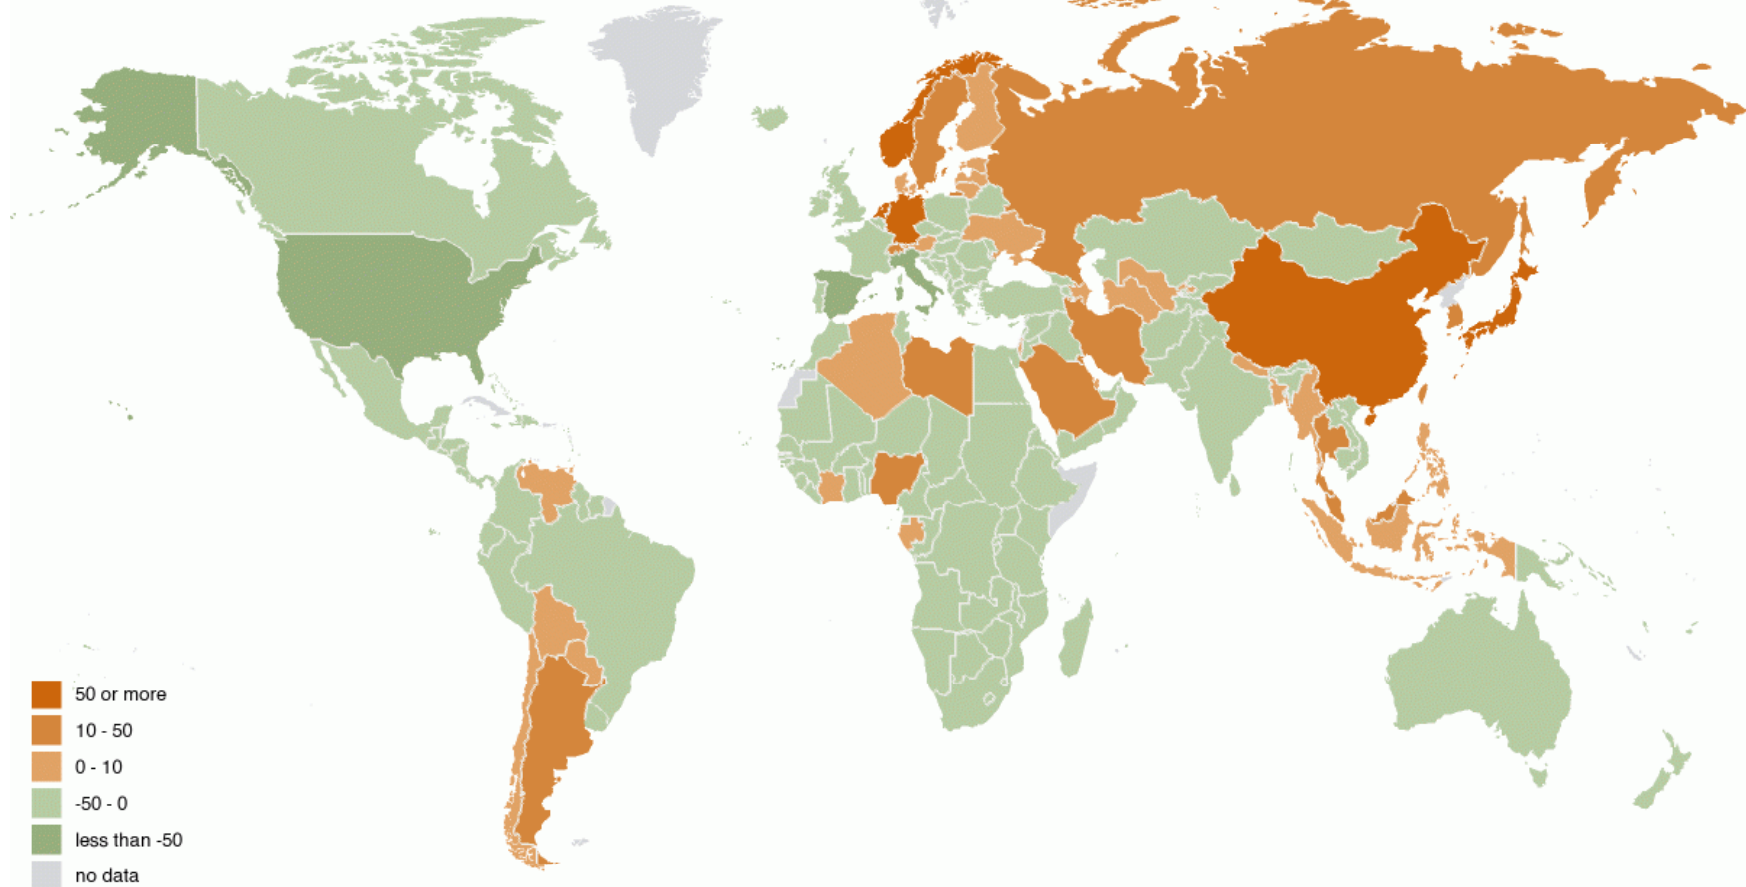 50 or more
10 - 50
0 - 10
-50 - 0
less than -50
no data